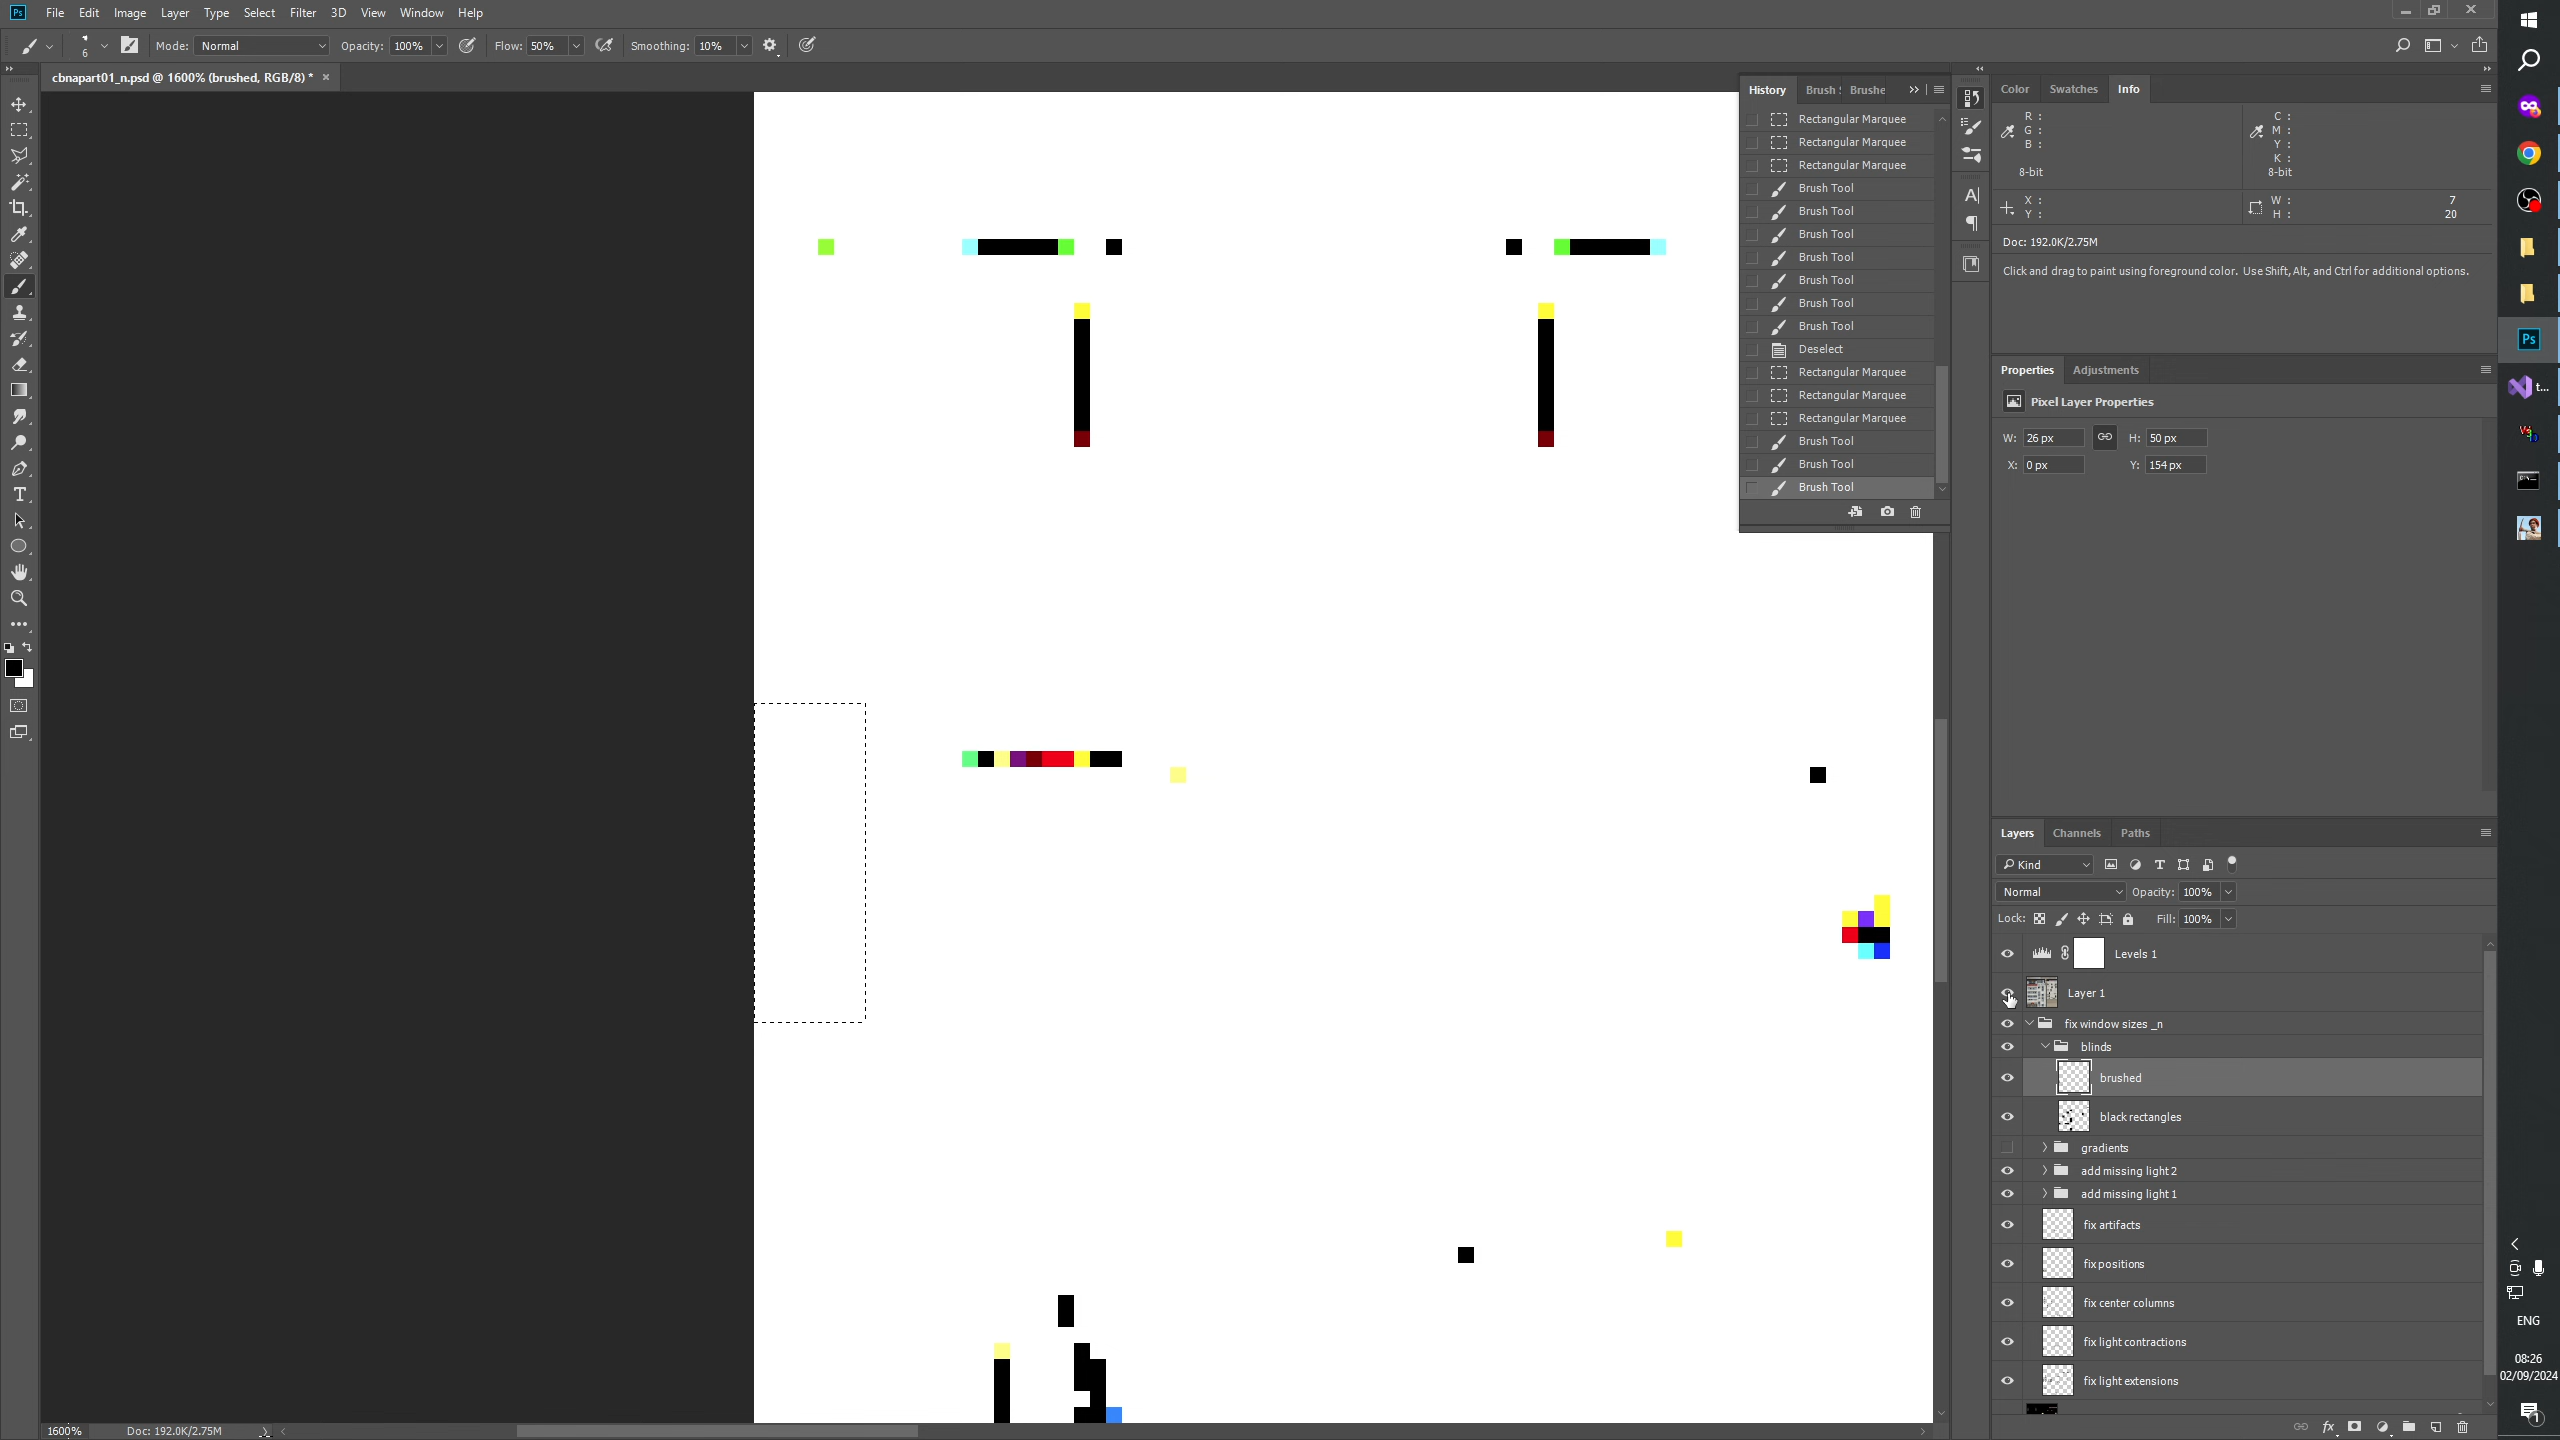 File Edit Image Layer Type Select Filter 3D View Window Help
6 Mode: Normal Opacity: 100% Flow: 50% Smoothing: 10%
cbnapart01_n.psd @ 1600% (brushed, RGB/8) * ×
History Brush Brushe
Rectangular Marquee
Rectangular Marquee
Rectangular Marquee
Brush Tool
Brush Tool
Brush Tool
Brush Tool
Brush Tool
Brush Tool
Brush Tool
Deselect
Rectangular Marquee
Rectangular Marquee
Rectangular Marquee
Brush Tool
Brush Tool
Brush Tool
Color Swatches Info
R : C :
G : M :
B : Y :
K :
8-bit 8-bit
X : W : 7
Y : H : 20
Doc: 192.0K/2.75M
Click and drag to paint using foreground color. Use Shift, Alt, and Ctrl for additional options.
Properties Adjustments
Pixel Layer Properties
W: 26 px H: 50 px
X: 0 px Y: 154 px
Layers Channels Paths
Kind
Normal Opacity: 100%
Lock: Fill: 100%
Levels 1
Layer 1
fix window sizes _n
blinds
brushed
black rectangles
gradients
add missing light 2
add missing light 1
fix artifacts
fix positions
fix center columns
fix light contractions
fix light extensions
1600% Doc: 192.0K/2.75M
Ps
Ps
t...
ENG
08:26
02/09/2024
1